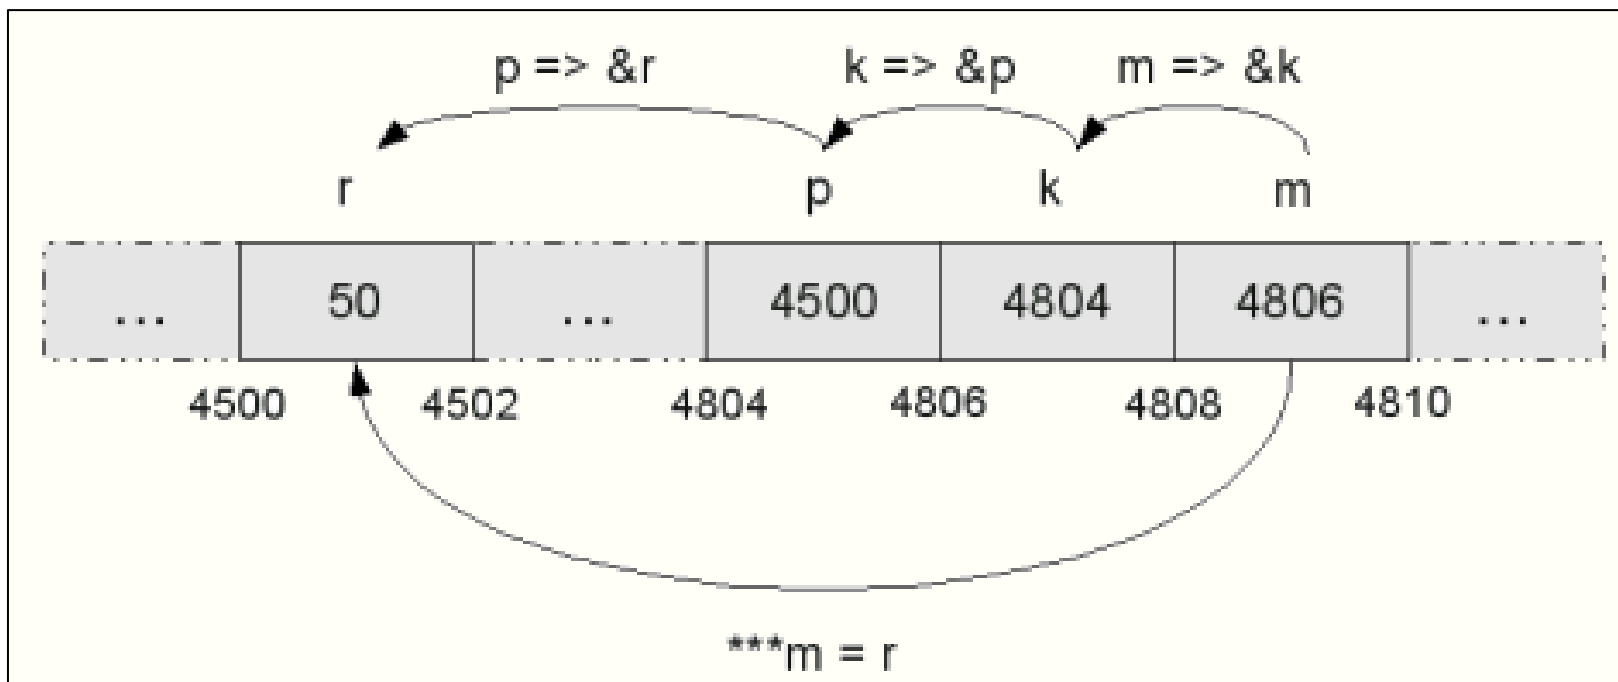 p => &r k => &p m => &k
r p k m
... 50 ... 4500 4804 4806 ...
4500 4502 4804 4806 4808 4810
***m = r